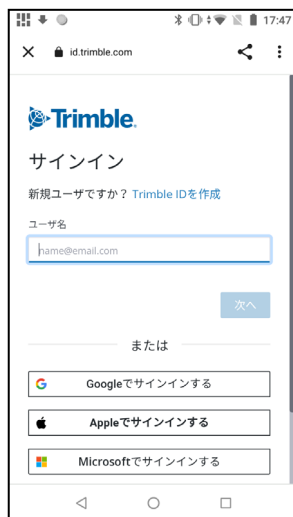 17:47
id.trimble.com
Trimble.
サインイン
新規ユーザですか？ Trimble IDを作成
ユーザ名
name@email.com
次へ
または
Googleでサインインする
Appleでサインインする
Microsoftでサインインする